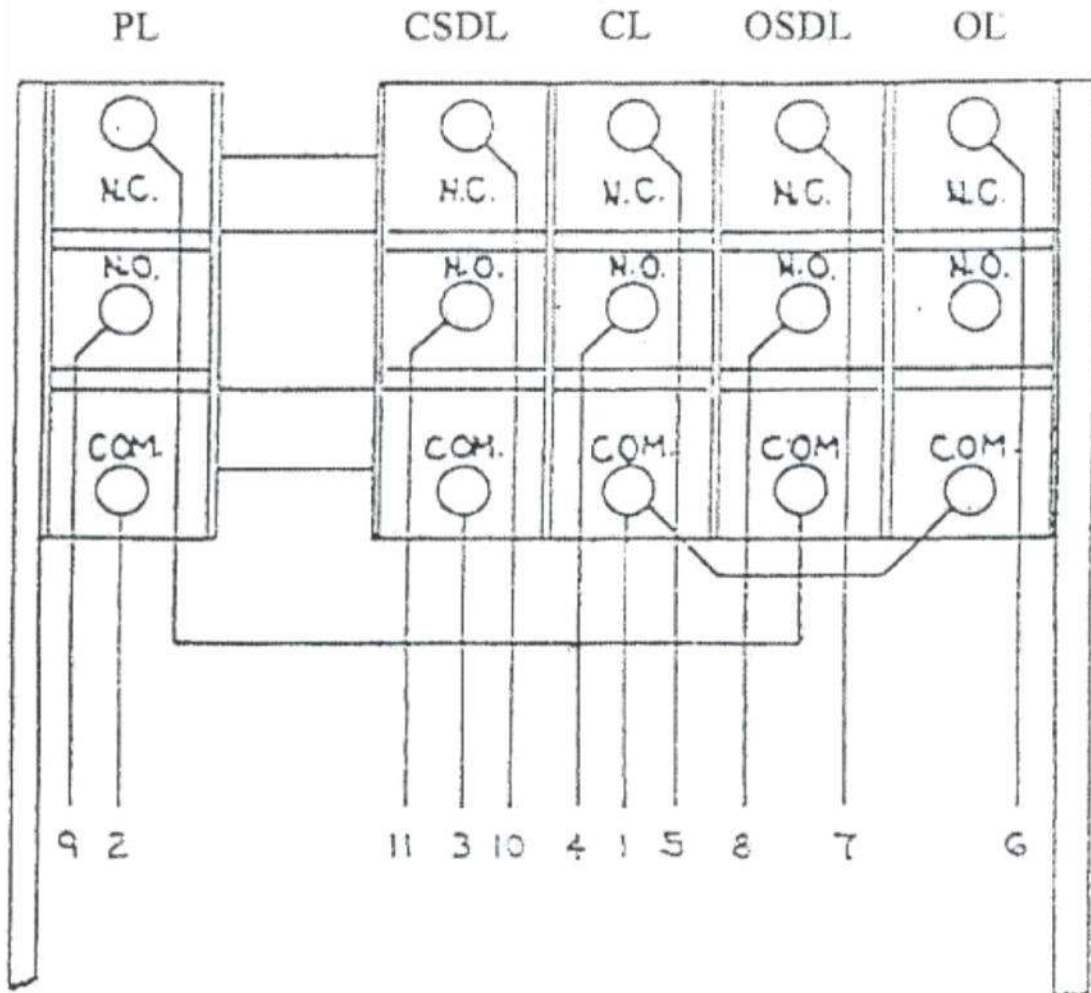 PL CSDL CL OSDL OL
N.C. N.C. N.C. N.C. N.C.
N.O. N.O. N.O. N.O. N.O.
COM. COM. COM. COM COM.
9 2 11 3 10 4 1 5 8 7 6